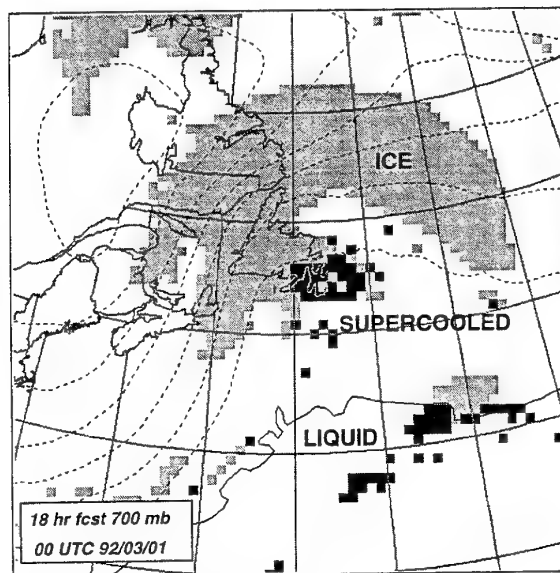 ICE
SUPERCOOLED
LIQUID
18 hr fcst 700 mb
00 UTC 92/03/01